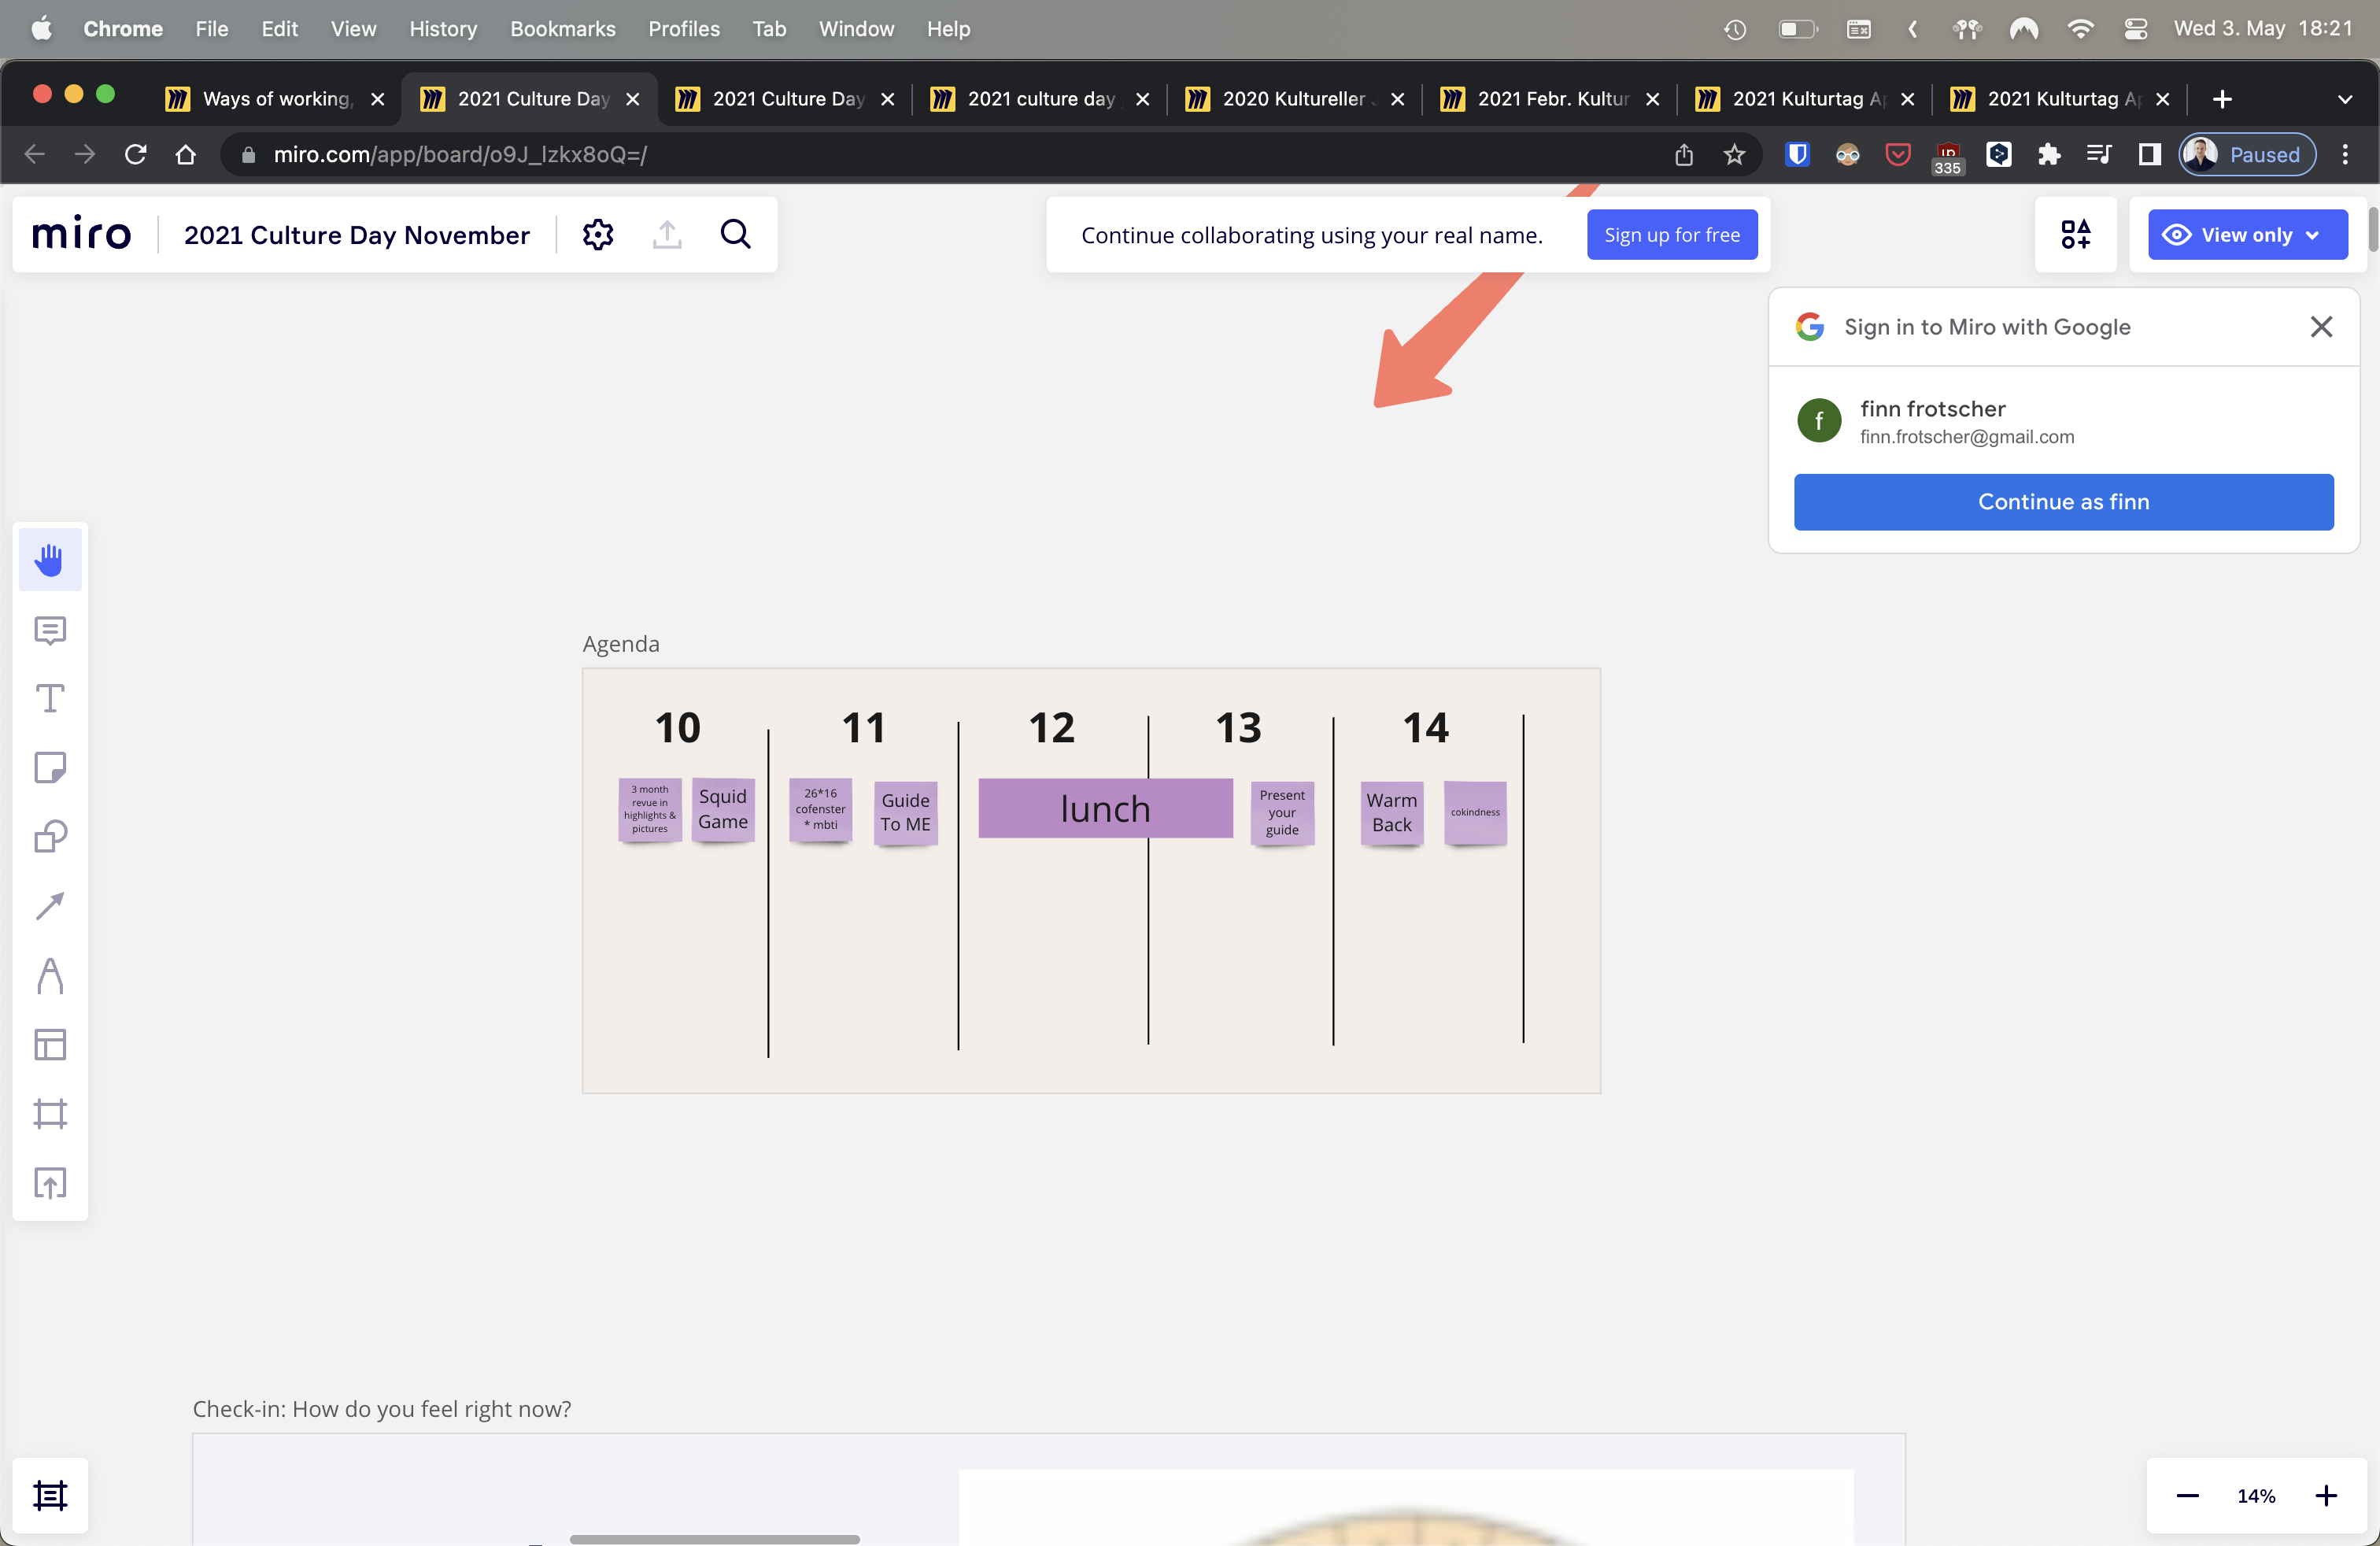 Chrome File Edit View History Bookmarks Profiles Tab Window Help Wed 3. May 18:21
Ways of working, 2021 Culture Day 2021 Culture Day 2021 culture day 2020 Kultureller 2021 Febr. Kultur 2021 Kulturtag Ap 2021 Kulturtag Ap
miro.com/app/board/o9J_lzkx8oQ=/ 335 Paused
miro 2021 Culture Day November Continue collaborating using your real name. Sign up for free View only
Sign in to Miro with Google
f
finn frotscher
finn.frotscher@gmail.com
Continue as finn
Agenda
10 11 12 13 14
3 month
revue in
highlights &
pictures
Squid
Game
26*16
cofenster
* mbti
Guide
To ME
lunch
Present
your
guide
Warm
Back
cokindness
Check-in: How do you feel right now?
14%